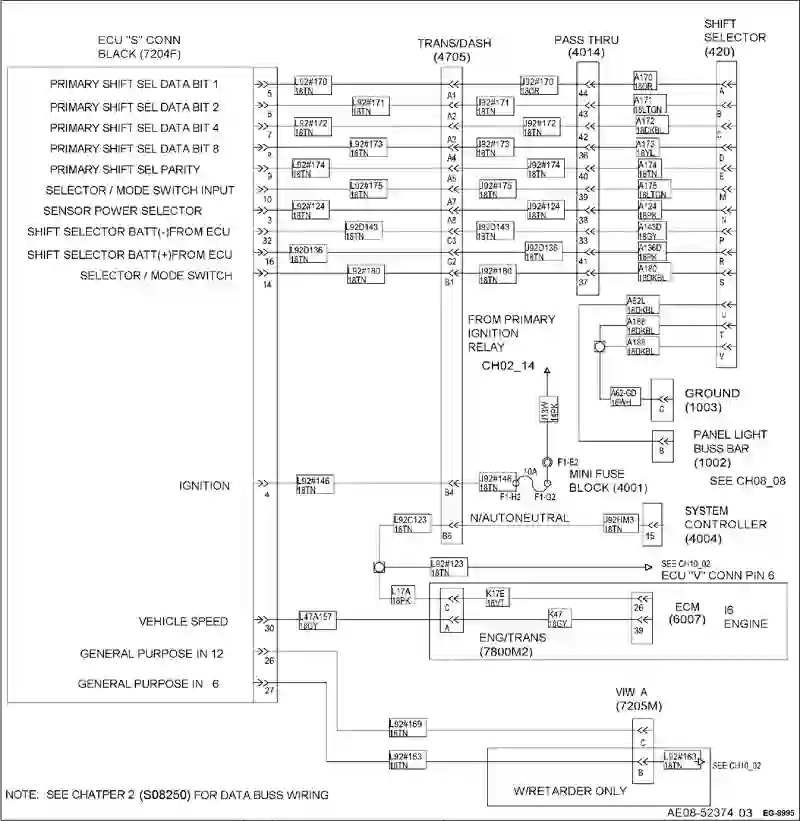 ECU "S" CONN
BLACK (7204F)
TRANS/DASH
(4705)
PASS THRU
(4014)
SHIFT
SELECTOR
(420)
PRIMARY SHIFT SEL DATA BIT 1
5
L92#170
18TN
A1
J92#170
18OR
44
A170
18OR
A
PRIMARY SHIFT SEL DATA BIT 2
6
L92#171
18TN
A2
J92#171
18TN
43
A171
18LTGN
B
PRIMARY SHIFT SEL DATA BIT 4
7
L92#172
18TN
J92#172
18TN
42
A172
18DKBL
C
PRIMARY SHIFT SEL DATA BIT 8
L92#173
18TN
A4
J92#173
18TN
36
A173
18YL
D
PRIMARY SHIFT SEL PARITY
9
L92#174
18TN
A5
J92#174
18TN
40
A174
18TN
E
SELECTOR / MODE SWITCH INPUT
10
L92#175
18TN
A7
J92#175
18TN
39
A175
18LTGN
M
SENSOR POWER SELECTOR
3
L92#124
18TN
A8
J92#124
18TN
38
A124
18PK
N
SHIFT SELECTOR BATT(-)FROM ECU
32
L92D143
18TN
C3
J92D143
18TN
33
A143D
18GY
P
SHIFT SELECTOR BATT(+)FROM ECU
16
L92D136
18TN
C2
J92D136
18TN
41
A136D
18PK
R
SELECTOR / MODE SWITCH
14
L92#180
18TN
B1
J92#180
18TN
37
A180
18DKBL
S
A62L
18DKBL
U
A188
18DKBL
T
A188
18DKBL
V
FROM PRIMARY
IGNITION
RELAY
CH02_14
J13W
16PK
A62-GD
16WH
C
GROUND
(1003)
B
PANEL LIGHT
BUSS BAR
(1002)
SEE CH08_08
IGNITION
4
L92#146
18TN
B4
J92#146
18TN
10A
F1-E2
F1-H2
F1-G2
MINI FUSE
BLOCK (4001)
L92C123
18TN
B6
N/AUTONEUTRAL
J92HM3
18TN
15
SYSTEM
CONTROLLER
(4004)
L92#123
18TN
SEE CH10_02
ECU "V" CONN PIN 6
L17A
18PK
C
K17E
18VT
26
VEHICLE SPEED
30
L47A157
18GY
A
K47
18GY
39
ECM
(6007)
I6
ENGINE
ENG/TRANS
(7800M2)
GENERAL PURPOSE IN 12
26
GENERAL PURPOSE IN 6
27
VIW A
(7205M)
L92#169
18TN
C
L92#153
18TN
B
L92#163
18TN
SEE CH10_02
W/RETARDER ONLY
NOTE: SEE CHATPER 2 (S08250) FOR DATA BUSS WIRING
AE08-52374 03 EG-8995